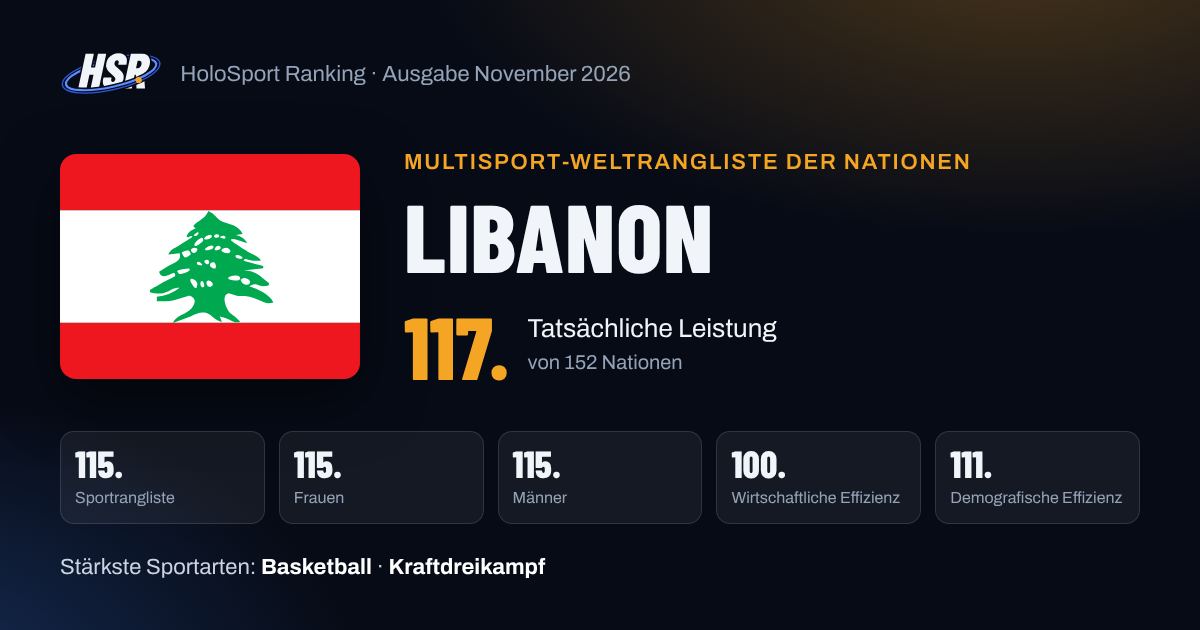 HSR
HoloSport Ranking · Ausgabe November 2026
MULTISPORT-WELTRANGLISTE DER NATIONEN
LIBANON
117.
Tatsächliche Leistung
von 152 Nationen
115.
Sportrangliste
115.
Frauen
115.
Männer
100.
Wirtschaftliche Effizienz
111.
Demografische Effizienz
Stärkste Sportarten: Basketball · Kraftdreikampf